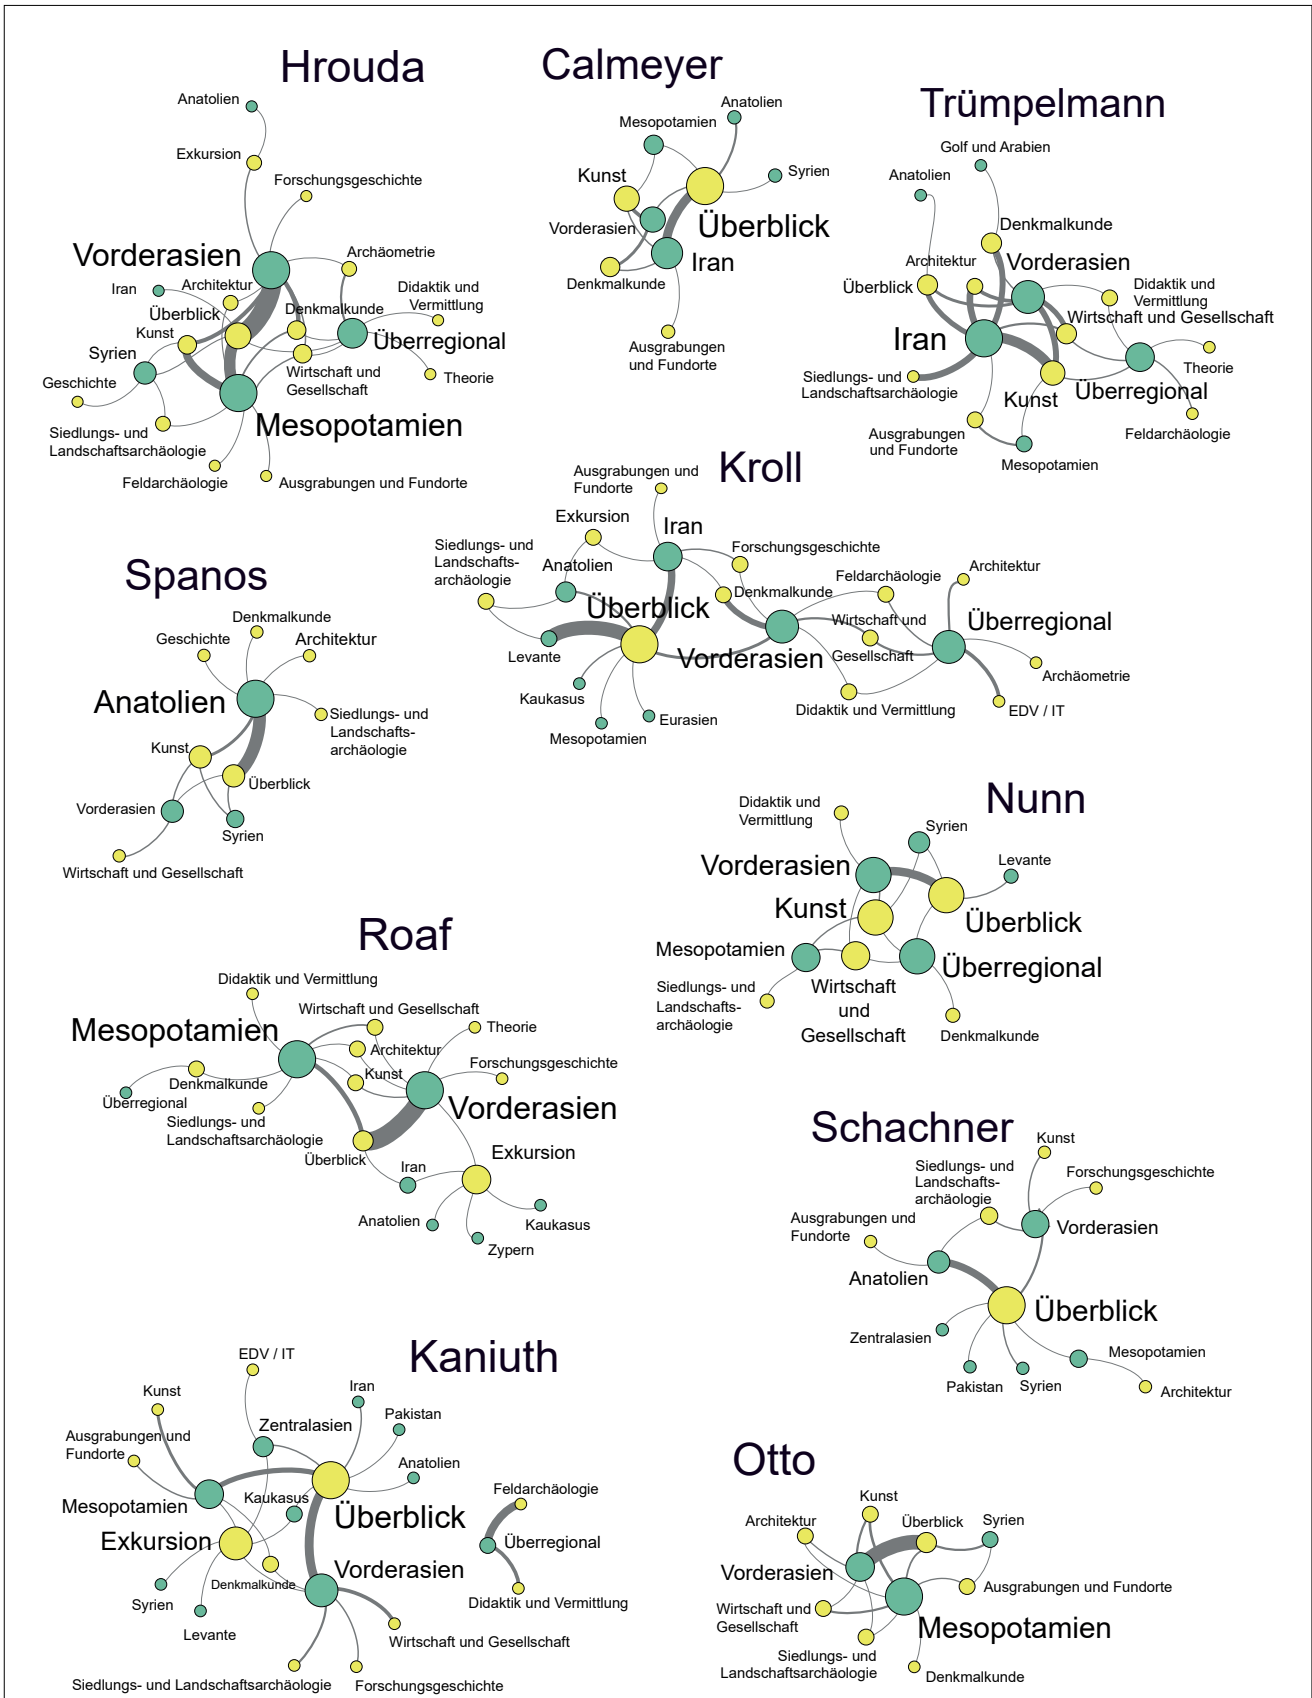 Hrouda
Anatolien
Exkursion
Forschungsgeschichte
Vorderasien
Archäometrie
Iran
Architektur
Didaktik und
Vermittlung
Überblick
Denkmalkunde
Kunst
Überregional
Syrien
Wirtschaft und
Gesellschaft
Theorie
Geschichte
Mesopotamien
Siedlungs- und
Landschaftsarchäologie
Feldarchäologie
Ausgrabungen und Fundorte
Calmeyer
Anatolien
Mesopotamien
Syrien
Kunst
Überblick
Vorderasien
Iran
Denkmalkunde
Ausgrabungen
und Fundorte
Trümpelmann
Golf und Arabien
Anatolien
Denkmalkunde
Architektur
Vorderasien
Überblick
Didaktik und
Vermittlung
Wirtschaft und Gesellschaft
Iran
Theorie
Siedlungs- und
Landschaftsarchäologie
Kunst
Überregional
Ausgrabungen
und Fundorte
Feldarchäologie
Mesopotamien
Kroll
Ausgrabungen und
Fundorte
Exkursion
Iran
Siedlungs- und
Landschafts-
archäologie
Forschungsgeschichte
Anatolien
Feldarchäologie
Architektur
Denkmalkunde
Überblick
Wirtschaft und
Gesellschaft
Überregional
Levante
Vorderasien
Archäometrie
Kaukasus
Didaktik und Vermittlung
EDV / IT
Mesopotamien
Eurasien
Spanos
Denkmalkunde
Geschichte
Architektur
Anatolien
Siedlungs- und
Landschafts-
archäologie
Kunst
Überblick
Vorderasien
Syrien
Wirtschaft und Gesellschaft
Nunn
Didaktik und
Vermittlung
Syrien
Vorderasien
Levante
Kunst
Überblick
Mesopotamien
Überregional
Siedlungs- und
Landschafts-
archäologie
Wirtschaft
und
Gesellschaft
Denkmalkunde
Roaf
Didaktik und Vermittlung
Wirtschaft und Gesellschaft
Mesopotamien
Theorie
Architektur
Forschungsgeschichte
Denkmalkunde
Kunst
Überregional
Vorderasien
Siedlungs- und
Landschaftsarchäologie
Überblick
Exkursion
Iran
Anatolien
Kaukasus
Zypern
Schachner
Kunst
Siedlungs- und
Landschafts-
archäologie
Forschungsgeschichte
Ausgrabungen und
Fundorte
Vorderasien
Anatolien
Überblick
Zentralasien
Mesopotamien
Pakistan
Syrien
Architektur
Kaniuth
EDV / IT
Kunst
Iran
Zentralasien
Pakistan
Ausgrabungen und
Fundorte
Anatolien
Mesopotamien
Kaukasus
Überblick
Feldarchäologie
Exkursion
Überregional
Vorderasien
Denkmalkunde
Didaktik und Vermittlung
Syrien
Levante
Wirtschaft und Gesellschaft
Siedlungs- und Landschaftsarchäologie
Forschungsgeschichte
Otto
Kunst
Architektur
Überblick
Syrien
Vorderasien
Ausgrabungen und Fundorte
Wirtschaft und
Gesellschaft
Mesopotamien
Siedlungs- und
Landschaftsarchäologie
Denkmalkunde